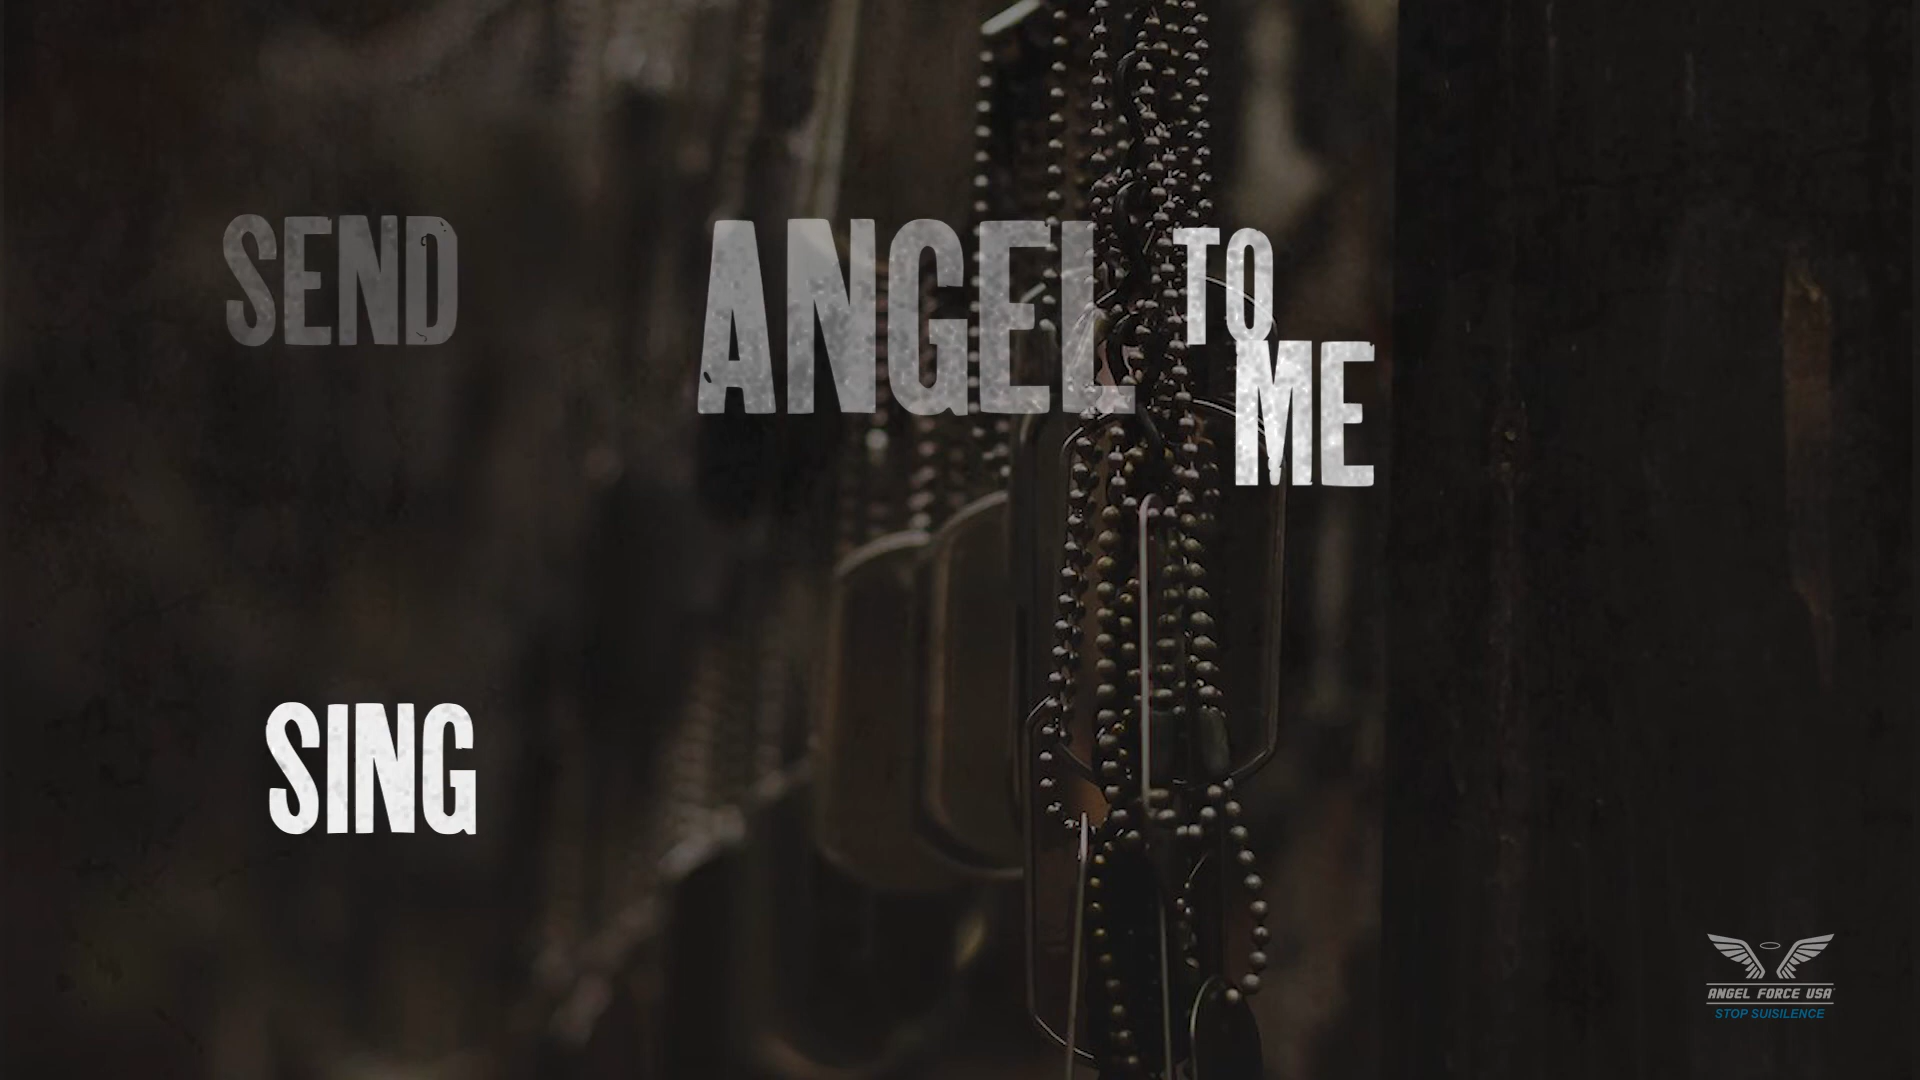 SEND ANGEL TO
ME
SING
ANGEL FORCE USA
STOP SUISILENCE